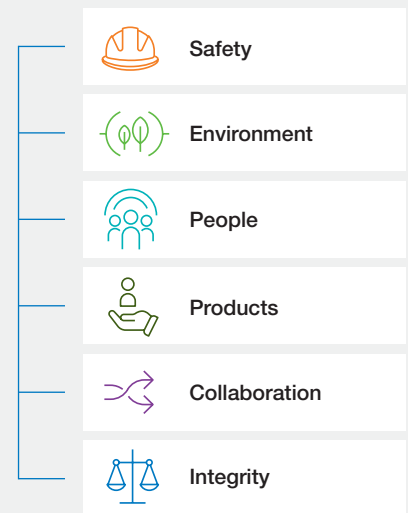 Safety
Environment
People
Products
Collaboration
Integrity